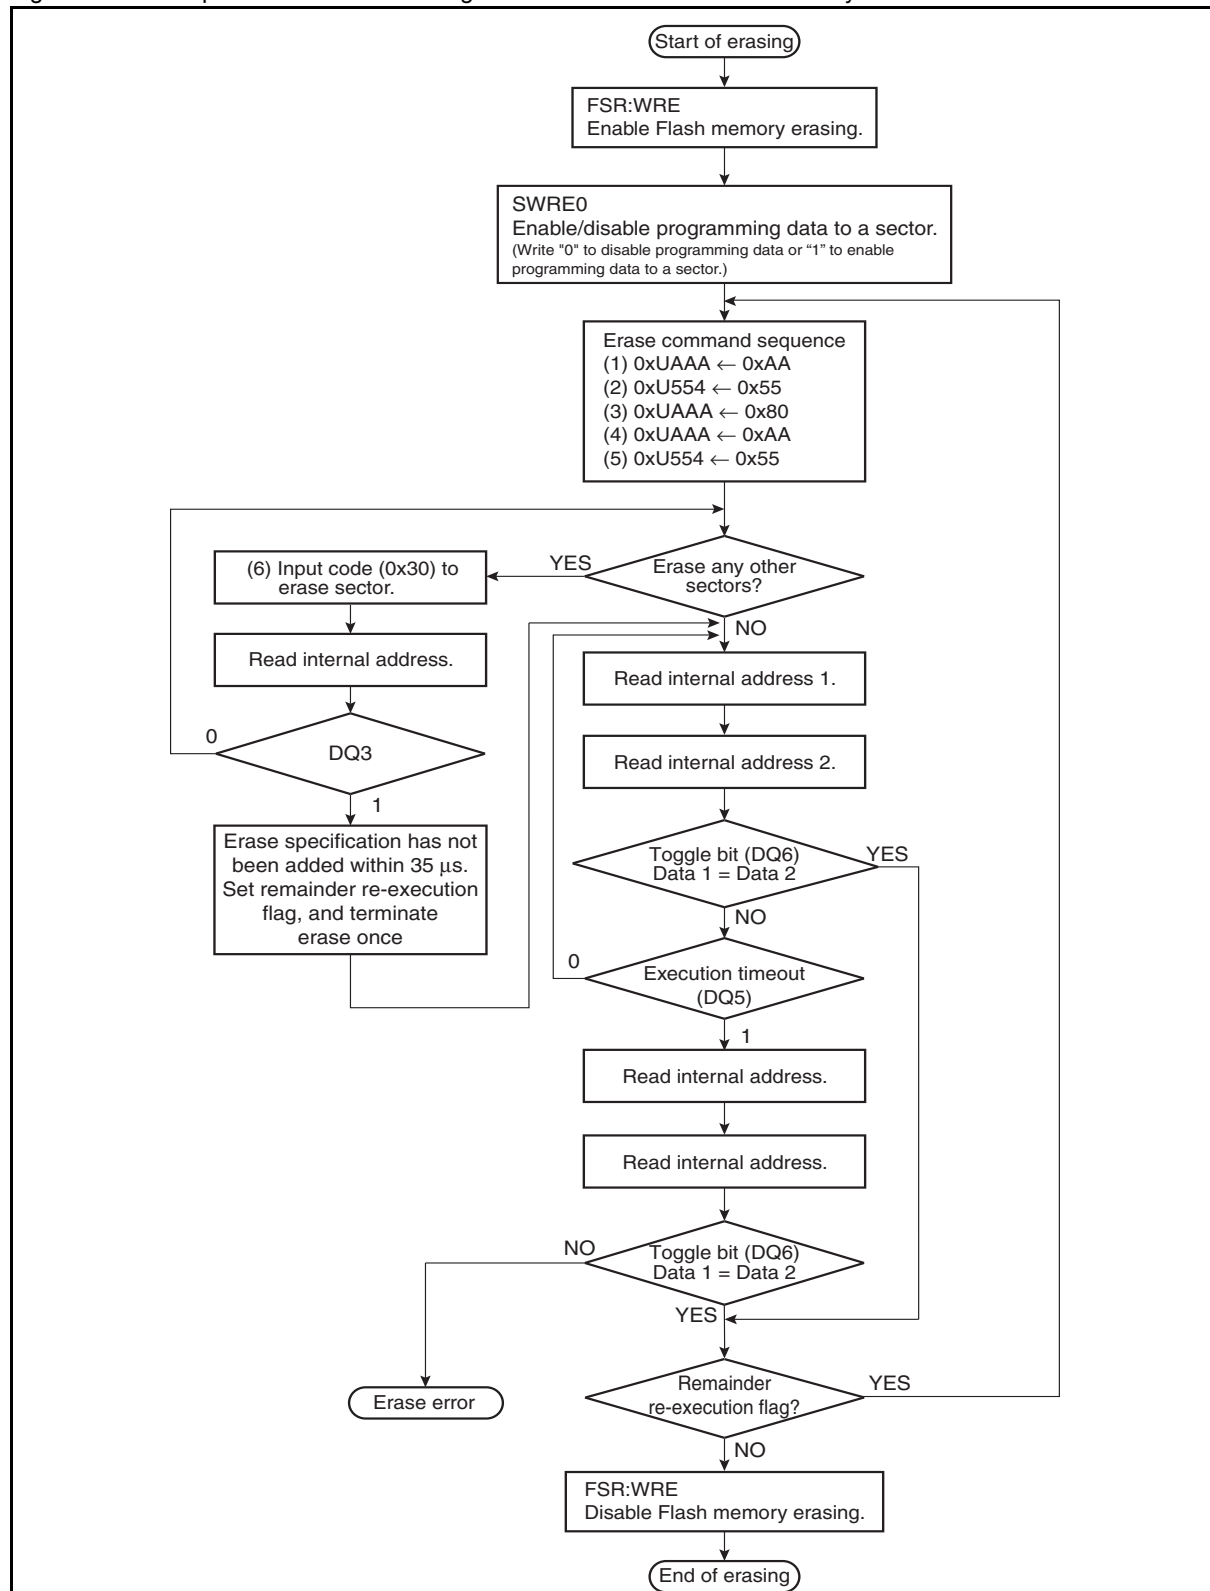 Start of erasing
FSR:WRE
Enable Flash memory erasing.
SWRE0
Enable/disable programming data to a sector.
(Write "0" to disable programming data or “1” to enable
programming data to a sector.)
Erase command sequence
(1) 0xUAAA ← 0xAA
(2) 0xU554 ← 0x55
(3) 0xUAAA ← 0x80
(4) 0xUAAA ← 0xAA
(5) 0xU554 ← 0x55
YES
Erase any other
sectors?
(6) Input code (0x30) to
erase sector.
NO
Read internal address.
Read internal address 1.
0
DQ3
Read internal address 2.
1
Erase specification has not
been added within 35 μs.
Set remainder re-execution
flag, and terminate
erase once
Toggle bit (DQ6)
Data 1 = Data 2
YES
NO
0
Execution timeout
(DQ5)
1
Read internal address.
Read internal address.
NO
Toggle bit (DQ6)
Data 1 = Data 2
YES
Erase error
Remainder
re-execution flag?
YES
NO
FSR:WRE
Disable Flash memory erasing.
End of erasing